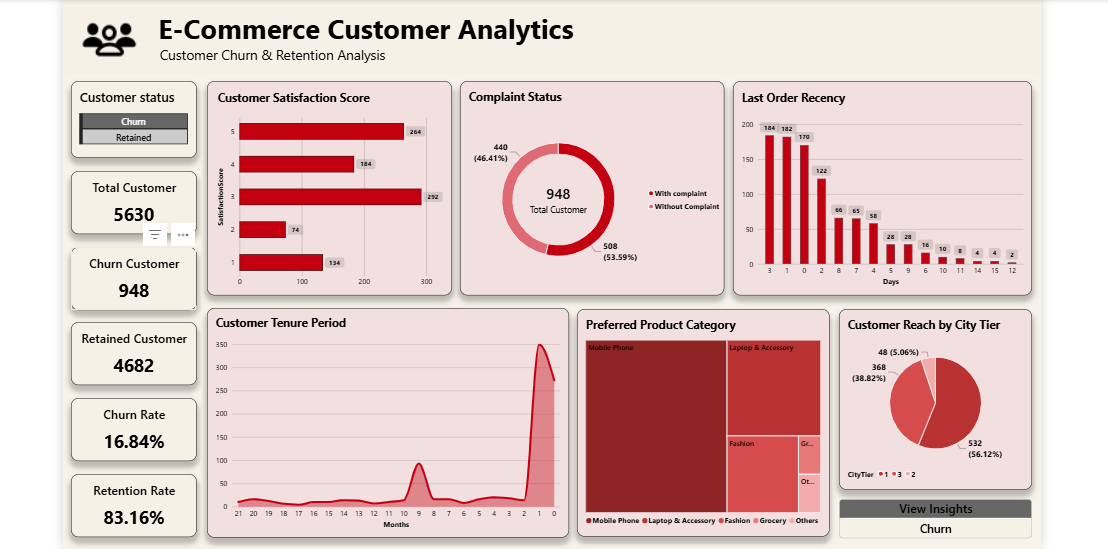 E-Commerce Customer Analytics
Customer Churn & Retention Analysis
Customer status
Churn
Retained
Total Customer
5630
Churn Customer
948
Retained Customer
4682
Churn Rate
16.84%
Retention Rate
83.16%
Customer Satisfaction Score
SatisfactionScore
5
264
4
184
3
292
2
74
1
134
0 100 200 300
Complaint Status
440
(46.41%)
948
Total Customer
508
(53.59%)
With complaint
Without Complaint
Last Order Recency
200
150
100
50
0
184 182 170 122 66 65 58 28 28 16 10 8 4 4 2
3 1 0 2 8 7 4 5 9 6 10 11 14 15 12
Days
Customer Tenure Period
350
300
250
200
150
100
50
0
21 20 19 18 17 16 15 14 13 12 11 10 9 8 7 6 5 4 3 2 1 0
Months
Preferred Product Category
Mobile Phone
Laptop & Accessory
Fashion
Gr...
Ot...
Mobile Phone Laptop & Accessory Fashion Grocery Others
Customer Reach by City Tier
48 (5.06%)
368
(38.82%)
532
(56.12%)
CityTier 1 3 2
View Insights
Churn